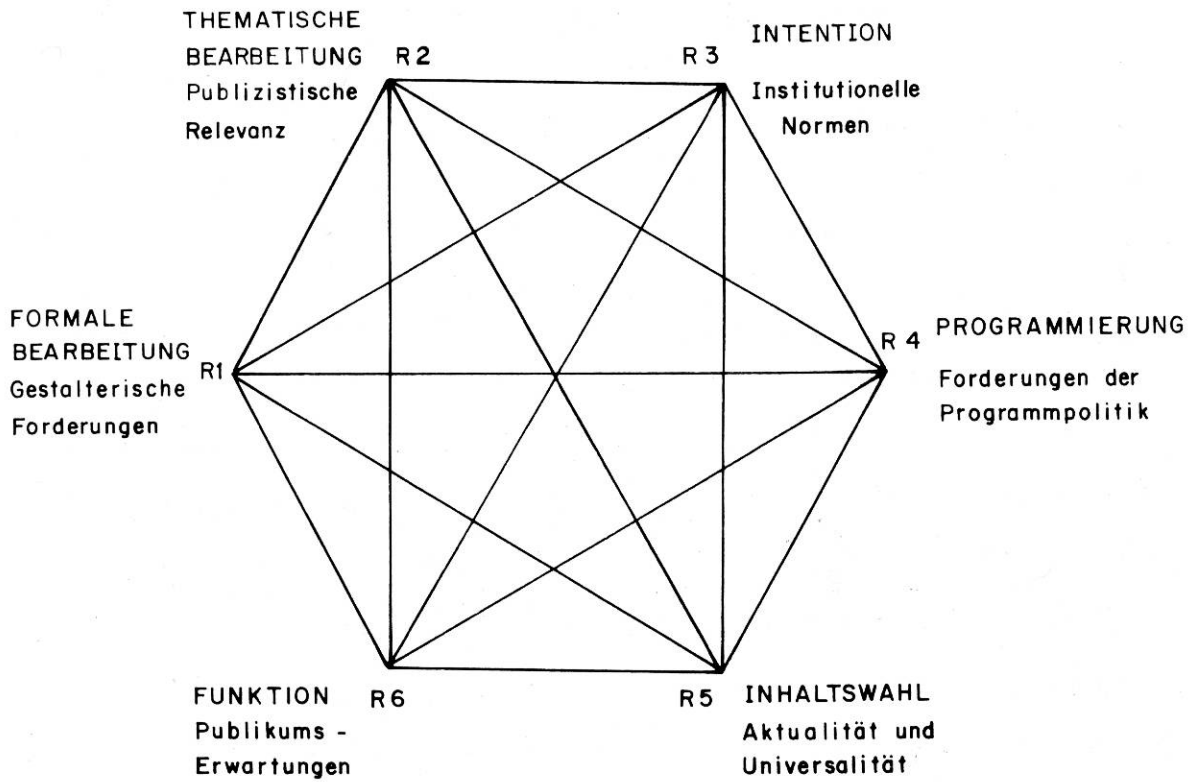 THEMATISCHE
BEARBEITUNG R2
Publizistische
Relevanz
R3 INTENTION
Institutionelle
Normen
FORMALE
BEARBEITUNG R1
Gestalterische
Forderungen
R4 PROGRAMMIERUNG
Forderungen der
Programmpolitik
FUNKTION R6
Publikums -
Erwartungen
R5 INHALTSWAHL
Aktualität und
Universalität